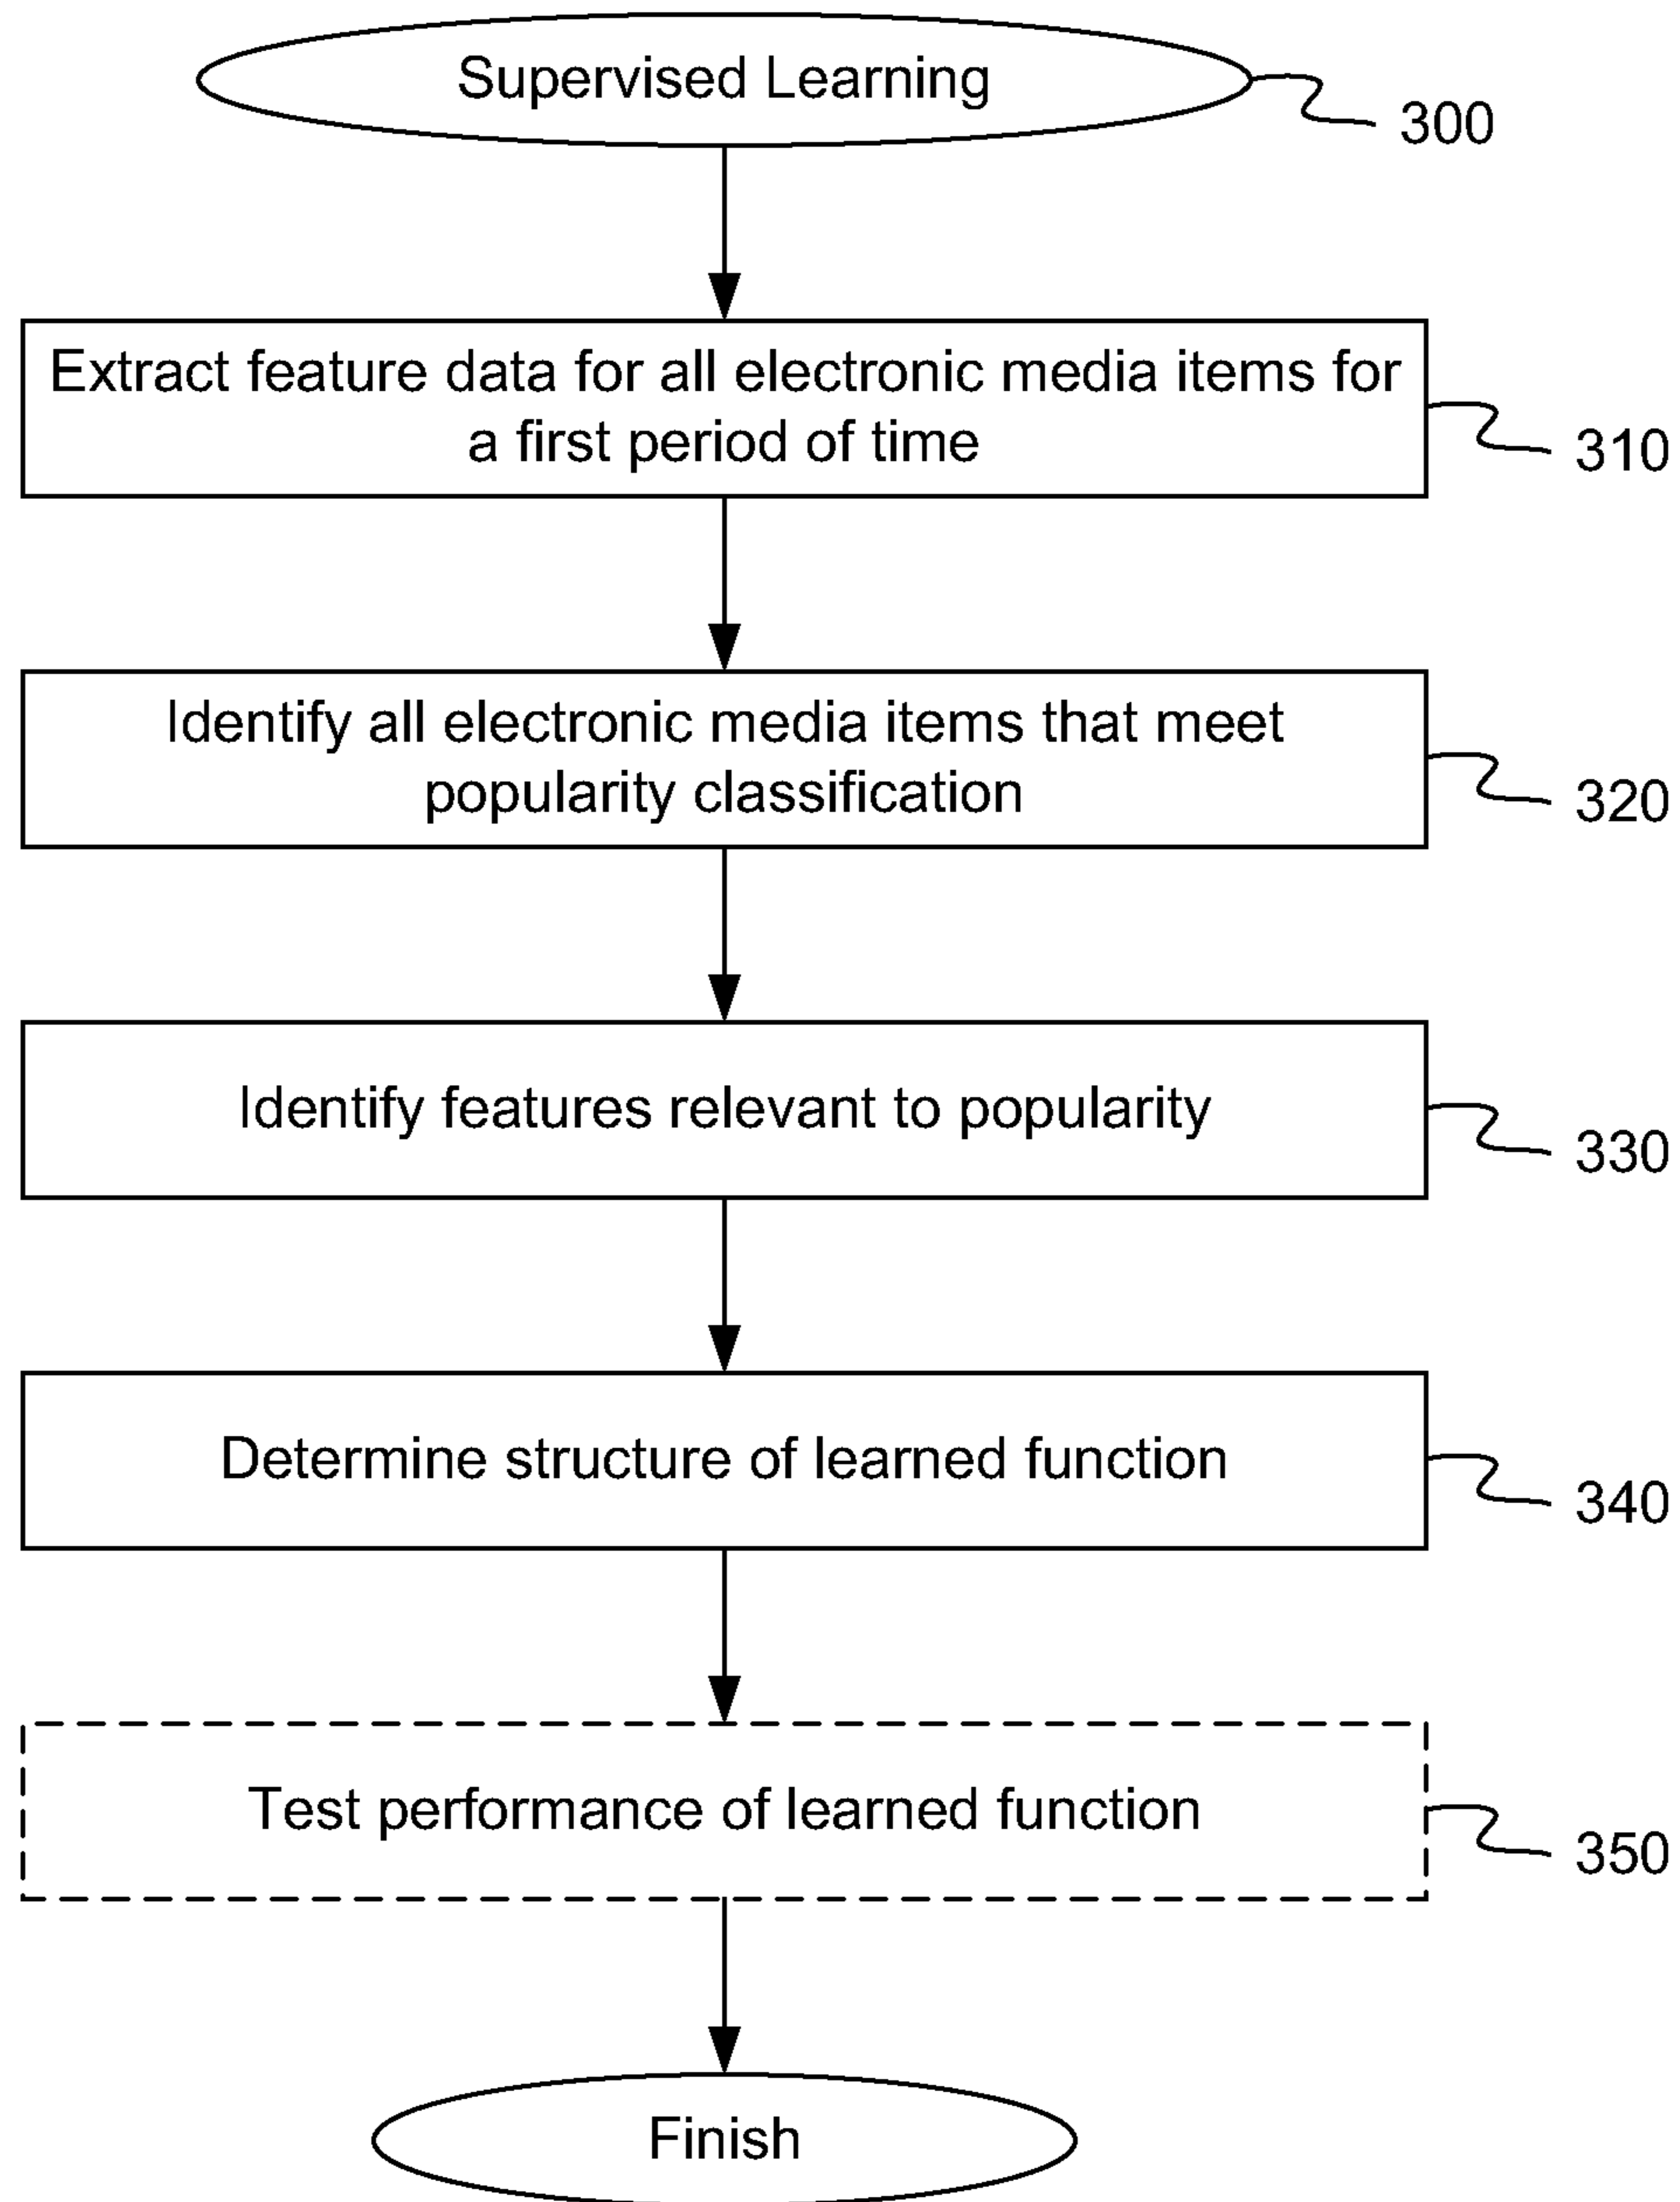 Supervised Learning
300
Extract feature data for all electronic media items for
a first period of time
310
Identify all electronic media items that meet
popularity classification
320
Identify features relevant to popularity
330
Determine structure of learned function
340
Test performance of learned function
350
Finish